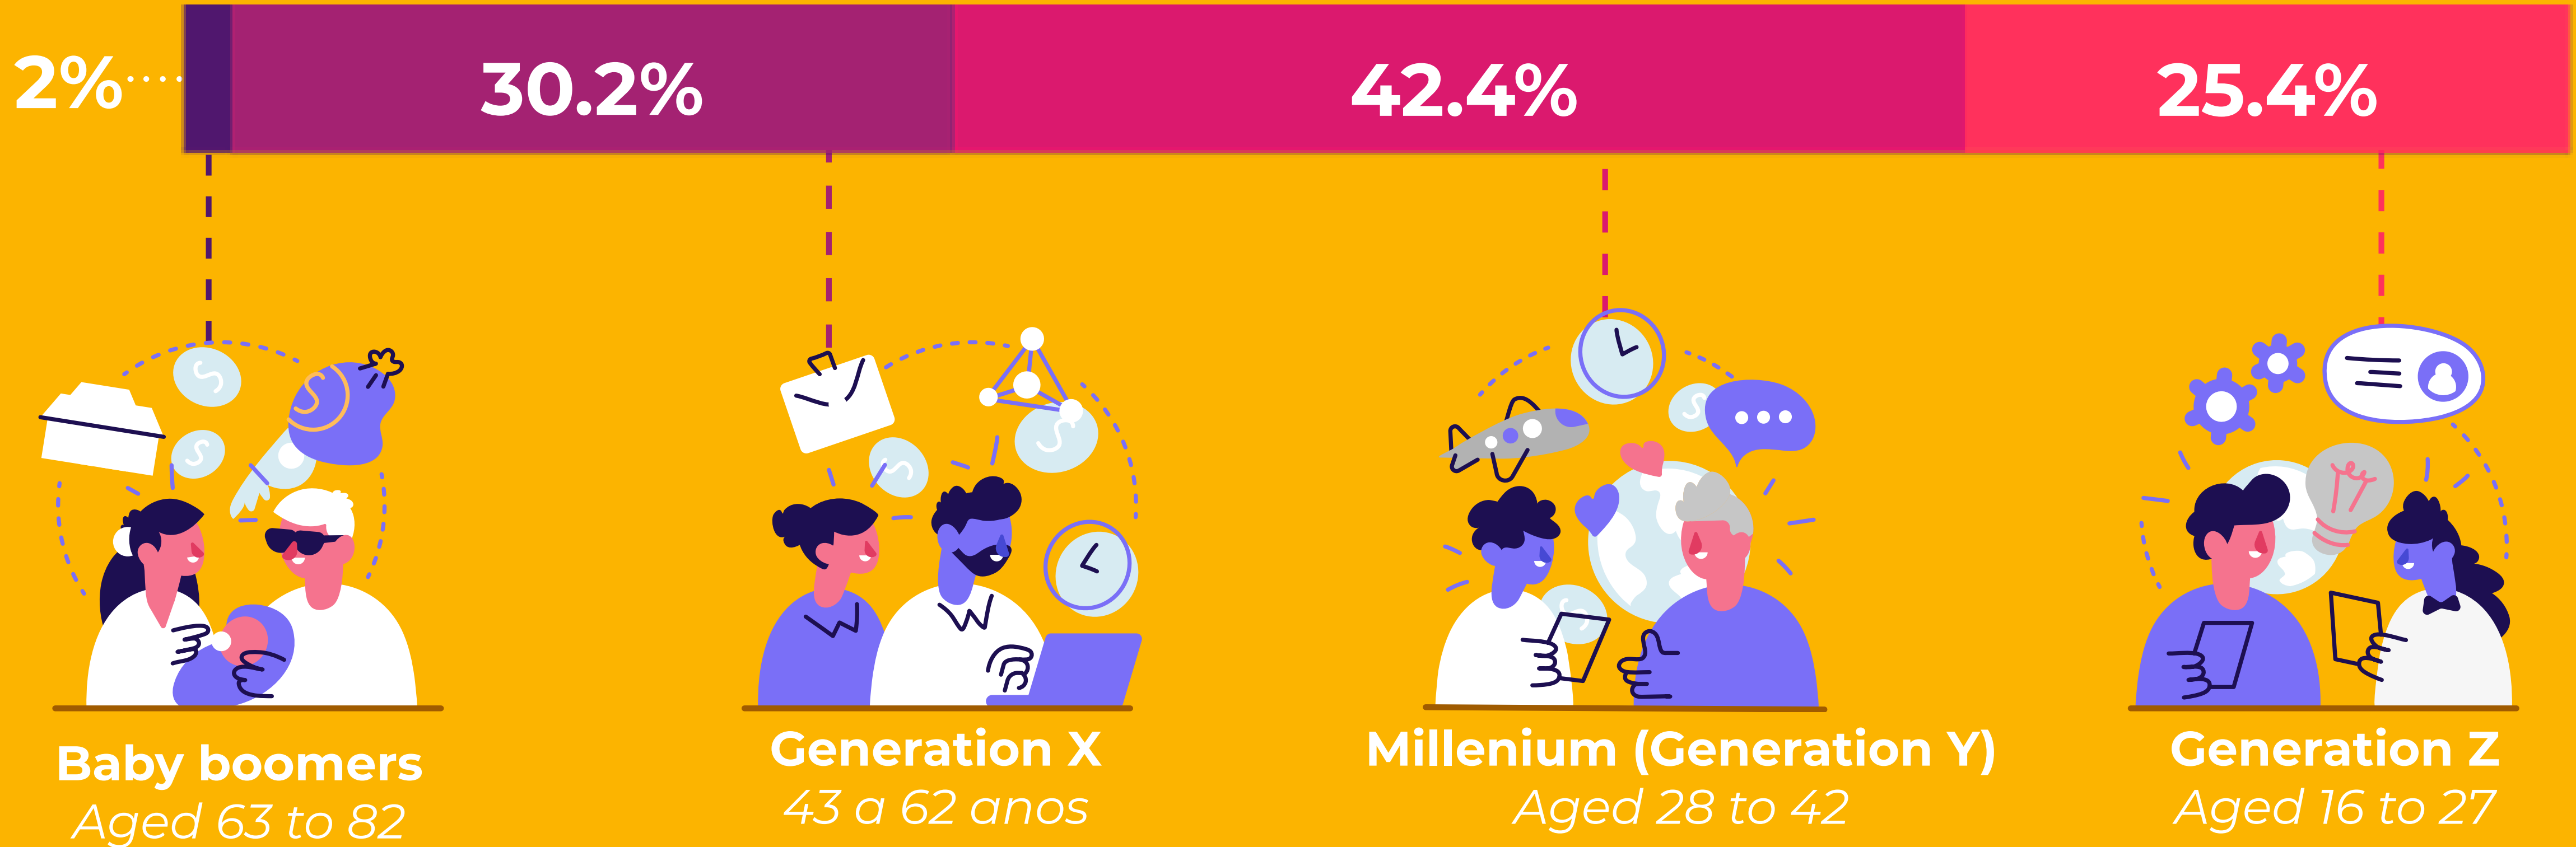 2%
30.2%
42.4%
25.4%
Baby boomers
Aged 63 to 82
Generation X
43 a 62 anos
Millenium (Generation Y)
Aged 28 to 42
Generation Z
Aged 16 to 27